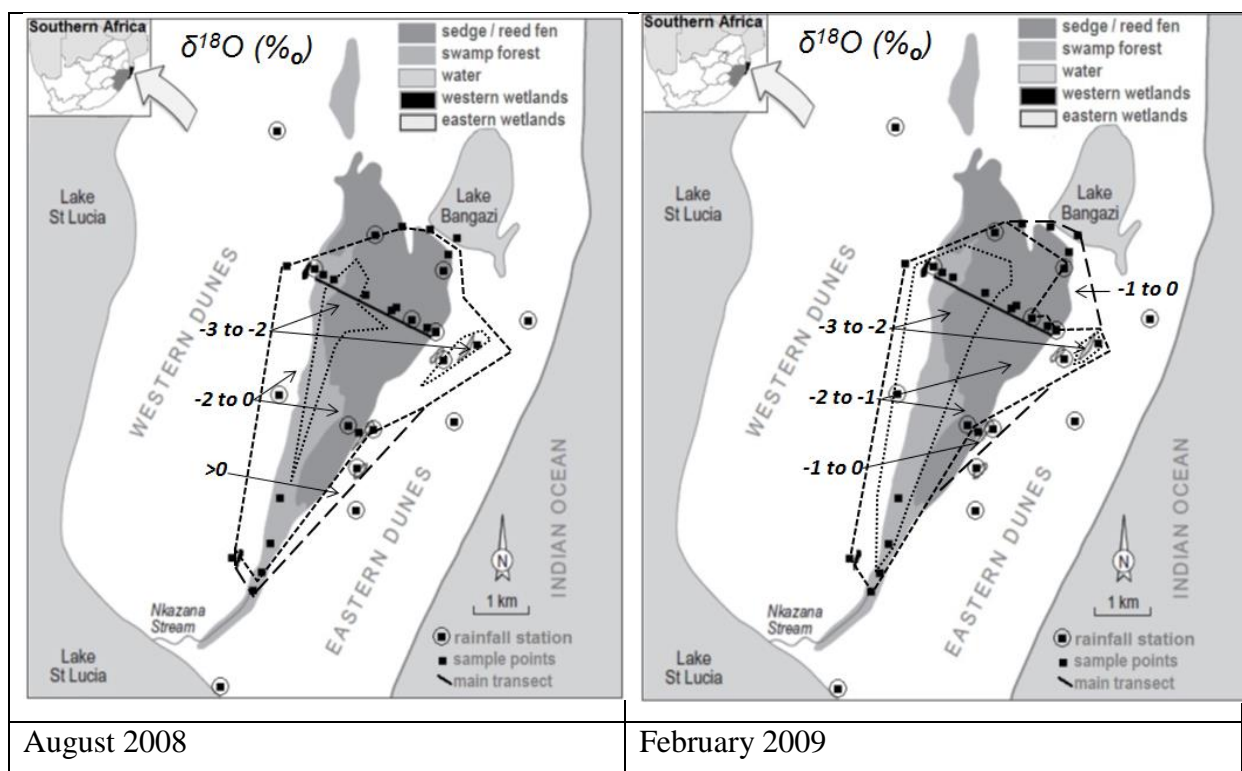 Southern Africa
δ¹⁸O (‰)
sedge / reed fen
swamp forest
water
western wetlands
eastern wetlands
Lake
St Lucia
Lake
Bangazi
WESTERN DUNES
-3 to -2
-2 to 0
>0
EASTERN DUNES
INDIAN OCEAN
N
1 km
Nkazana
Stream
Lake
St Lucia
rainfall station
sample points
main transect
August 2008
Southern Africa
δ¹⁸O (‰)
sedge / reed fen
swamp forest
water
western wetlands
eastern wetlands
Lake
St Lucia
Lake
Bangazi
WESTERN DUNES
-1 to 0
-3 to -2
-2 to -1
-1 to 0
EASTERN DUNES
INDIAN OCEAN
N
1 km
Nkazana
Stream
Lake
St Lucia
rainfall station
sample points
main transect
February 2009